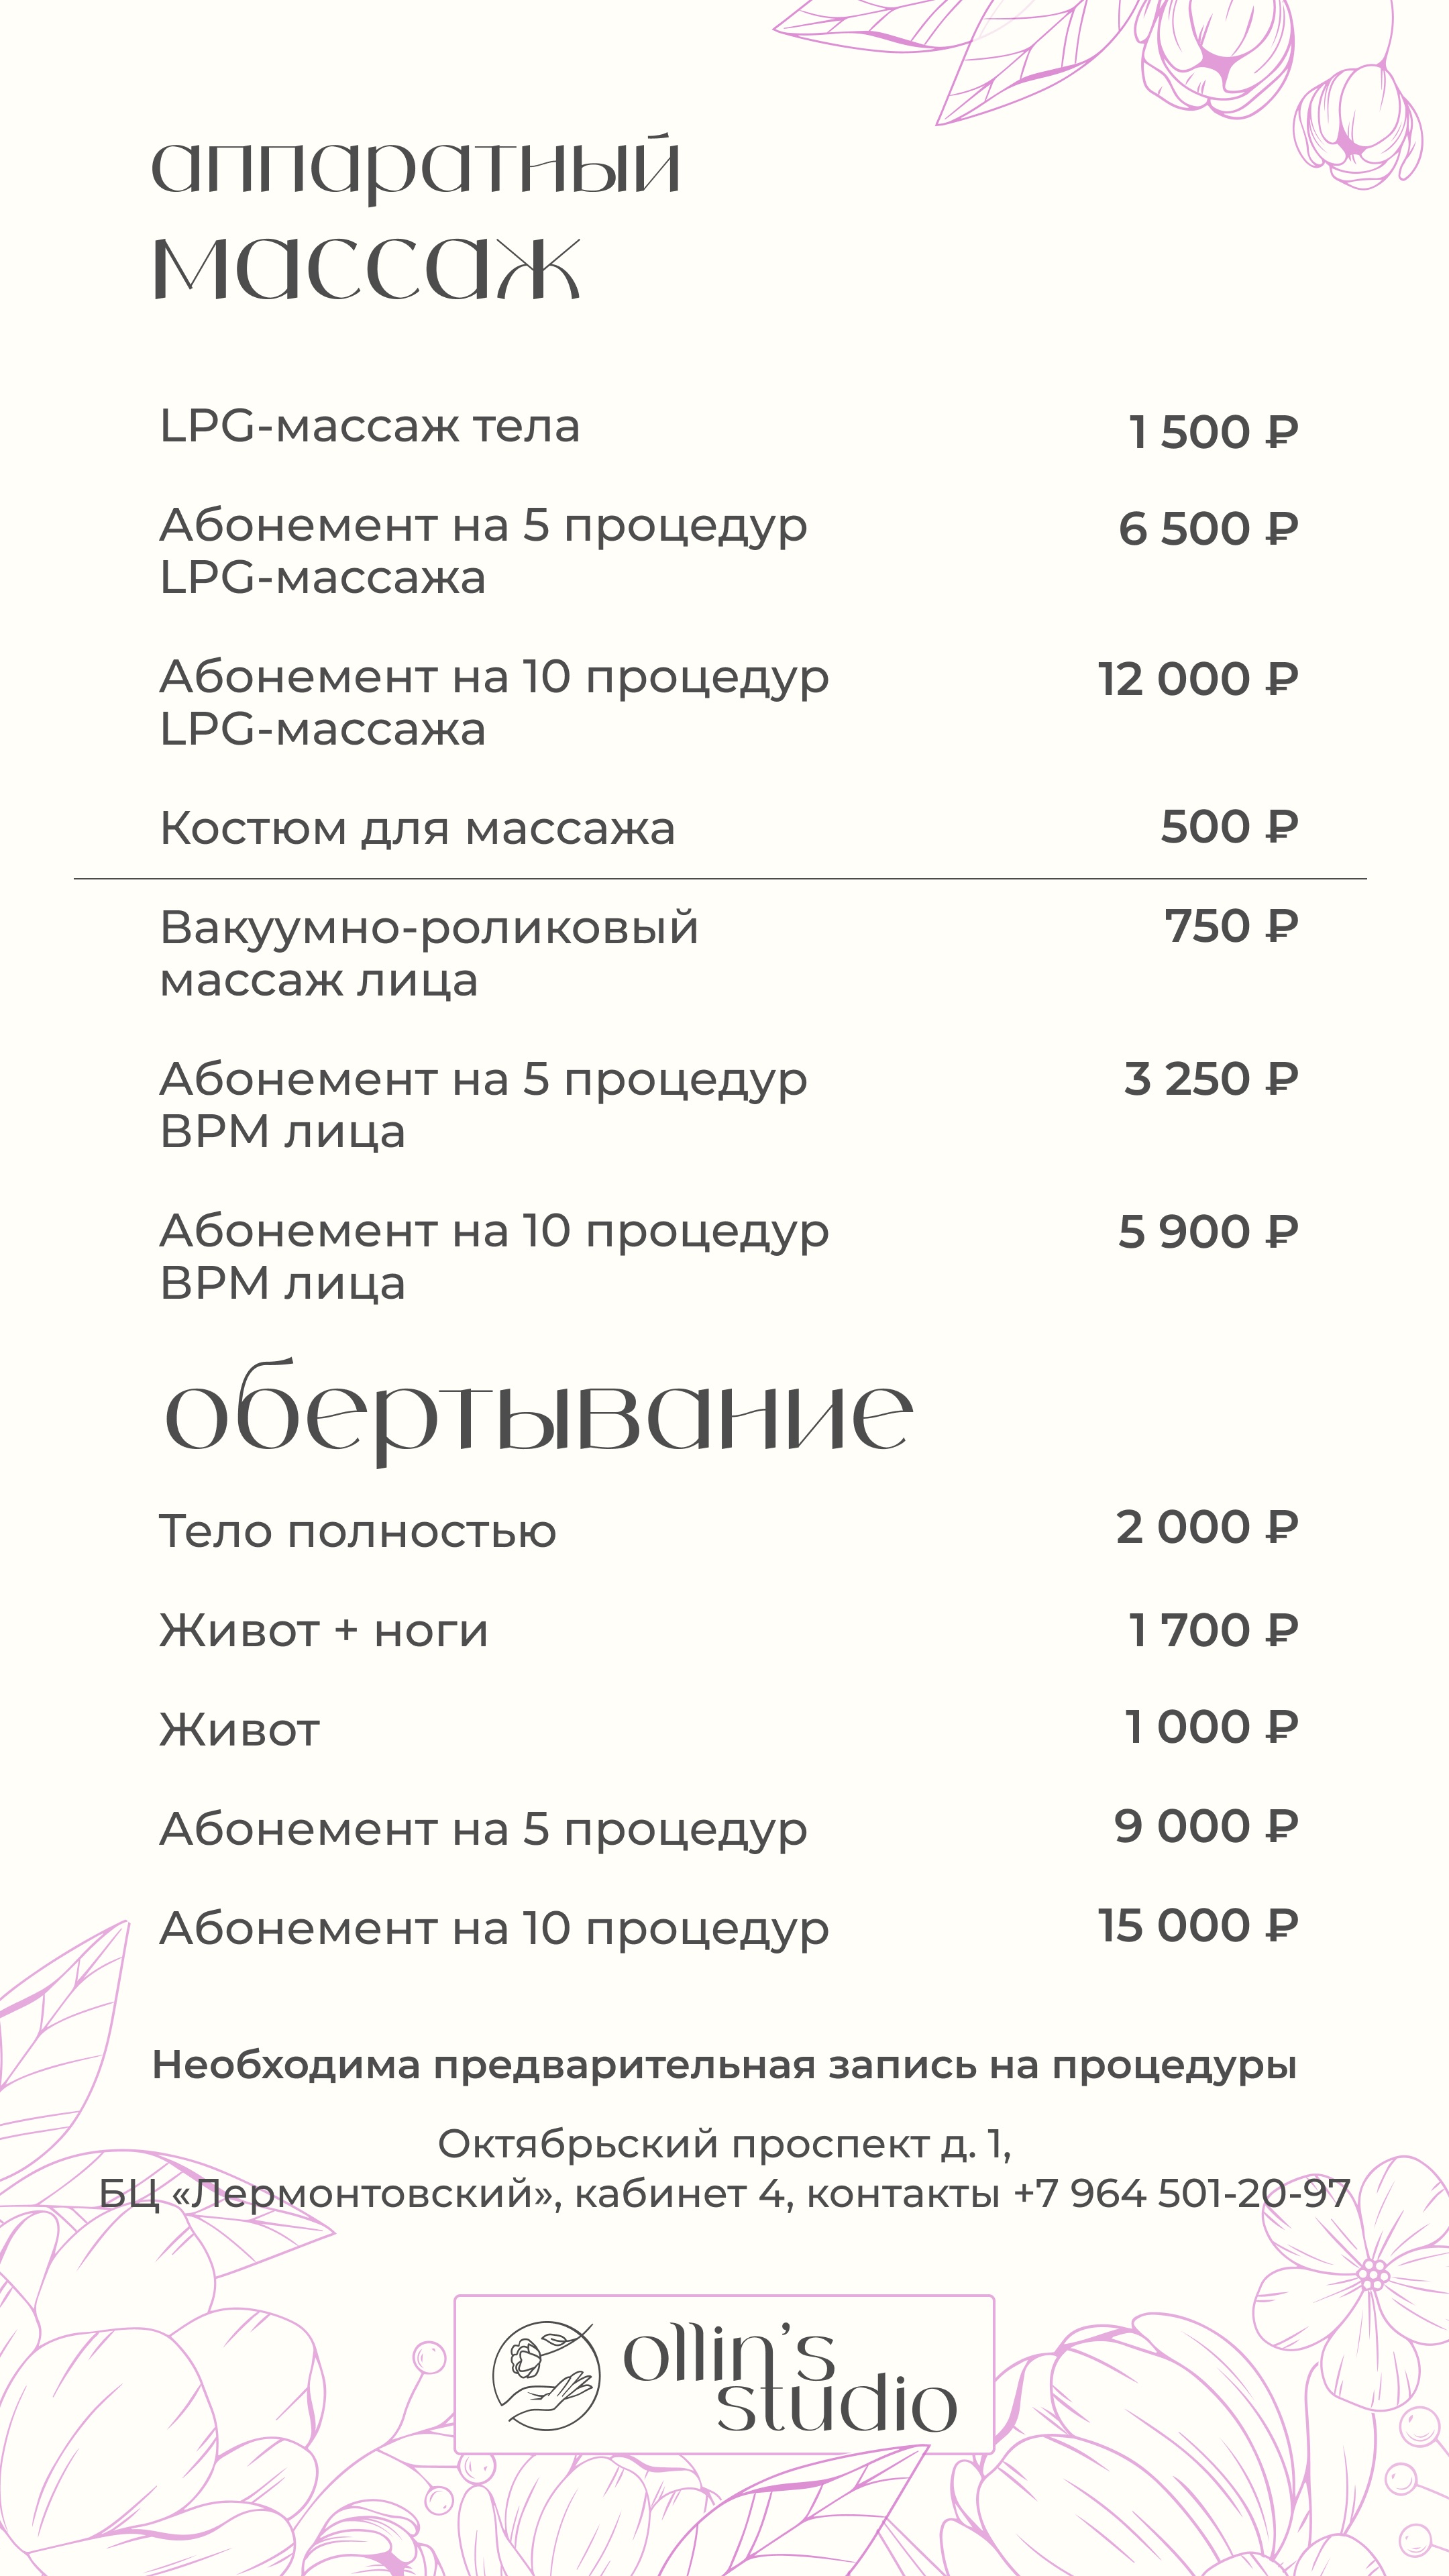 аппаратный
массаж
LPG-массаж тела 1 500 ₽
Абонемент на 5 процедур 6 500 ₽
LPG-массажа
Абонемент на 10 процедур 12 000 ₽
LPG-массажа
Костюм для массажа 500 ₽
Вакуумно-роликовый 750 ₽
массаж лица
Абонемент на 5 процедур 3 250 ₽
ВРМ лица
Абонемент на 10 процедур 5 900 ₽
ВРМ лица
обертывание
Тело полностью 2 000 ₽
Живот + ноги 1 700 ₽
Живот 1 000 ₽
Абонемент на 5 процедур 9 000 ₽
Абонемент на 10 процедур 15 000 ₽
Необходима предварительная запись на процедуры
Октябрьский проспект д. 1,
БЦ «Лермонтовский», кабинет 4, контакты +7 964 501-20-97
ollin's
studio